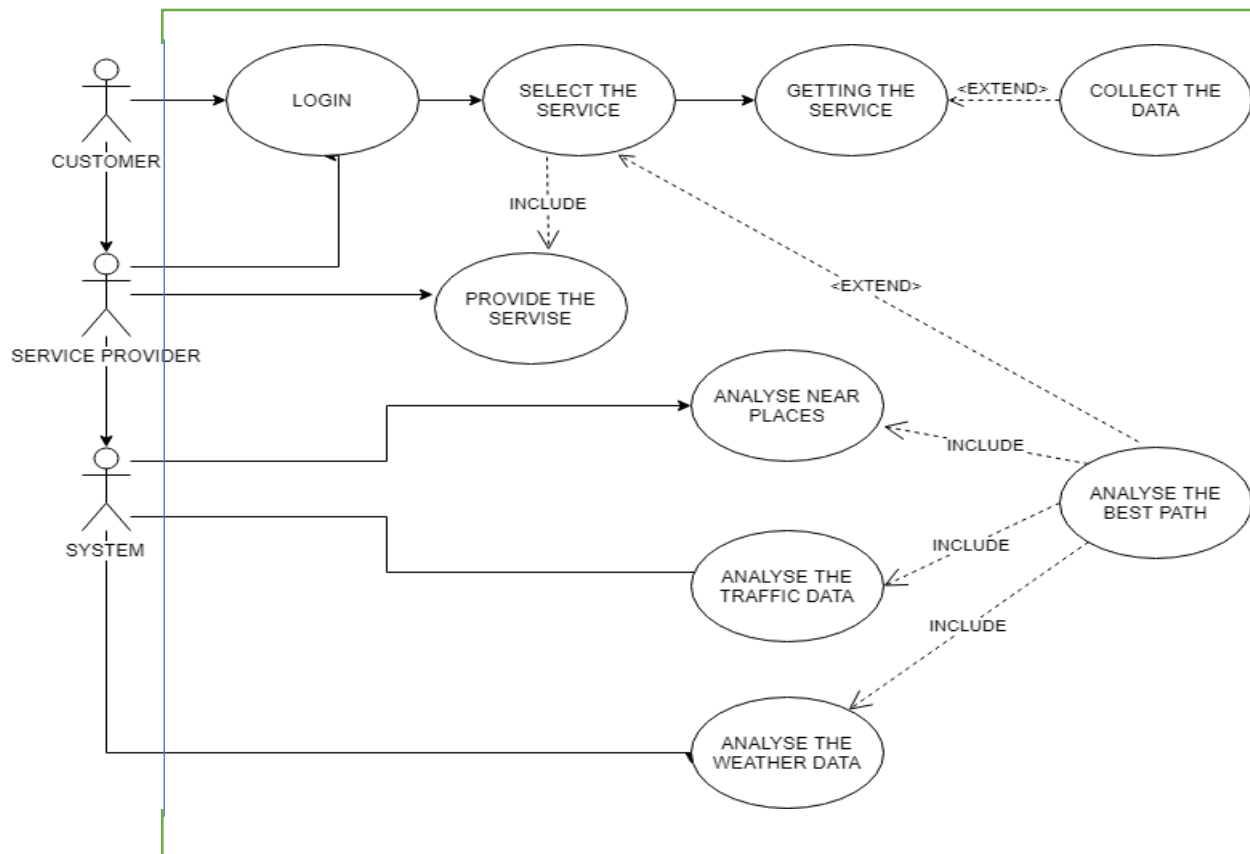 CUSTOMER
LOGIN
SELECT THE
SERVICE
GETTING THE
SERVICE
<EXTEND>
COLLECT THE
DATA
INCLUDE
SERVICE PROVIDER
PROVIDE THE
SERVISE
<EXTEND>
ANALYSE NEAR
PLACES
INCLUDE
ANALYSE THE
BEST PATH
SYSTEM
INCLUDE
ANALYSE THE
TRAFFIC DATA
INCLUDE
ANALYSE THE
WEATHER DATA